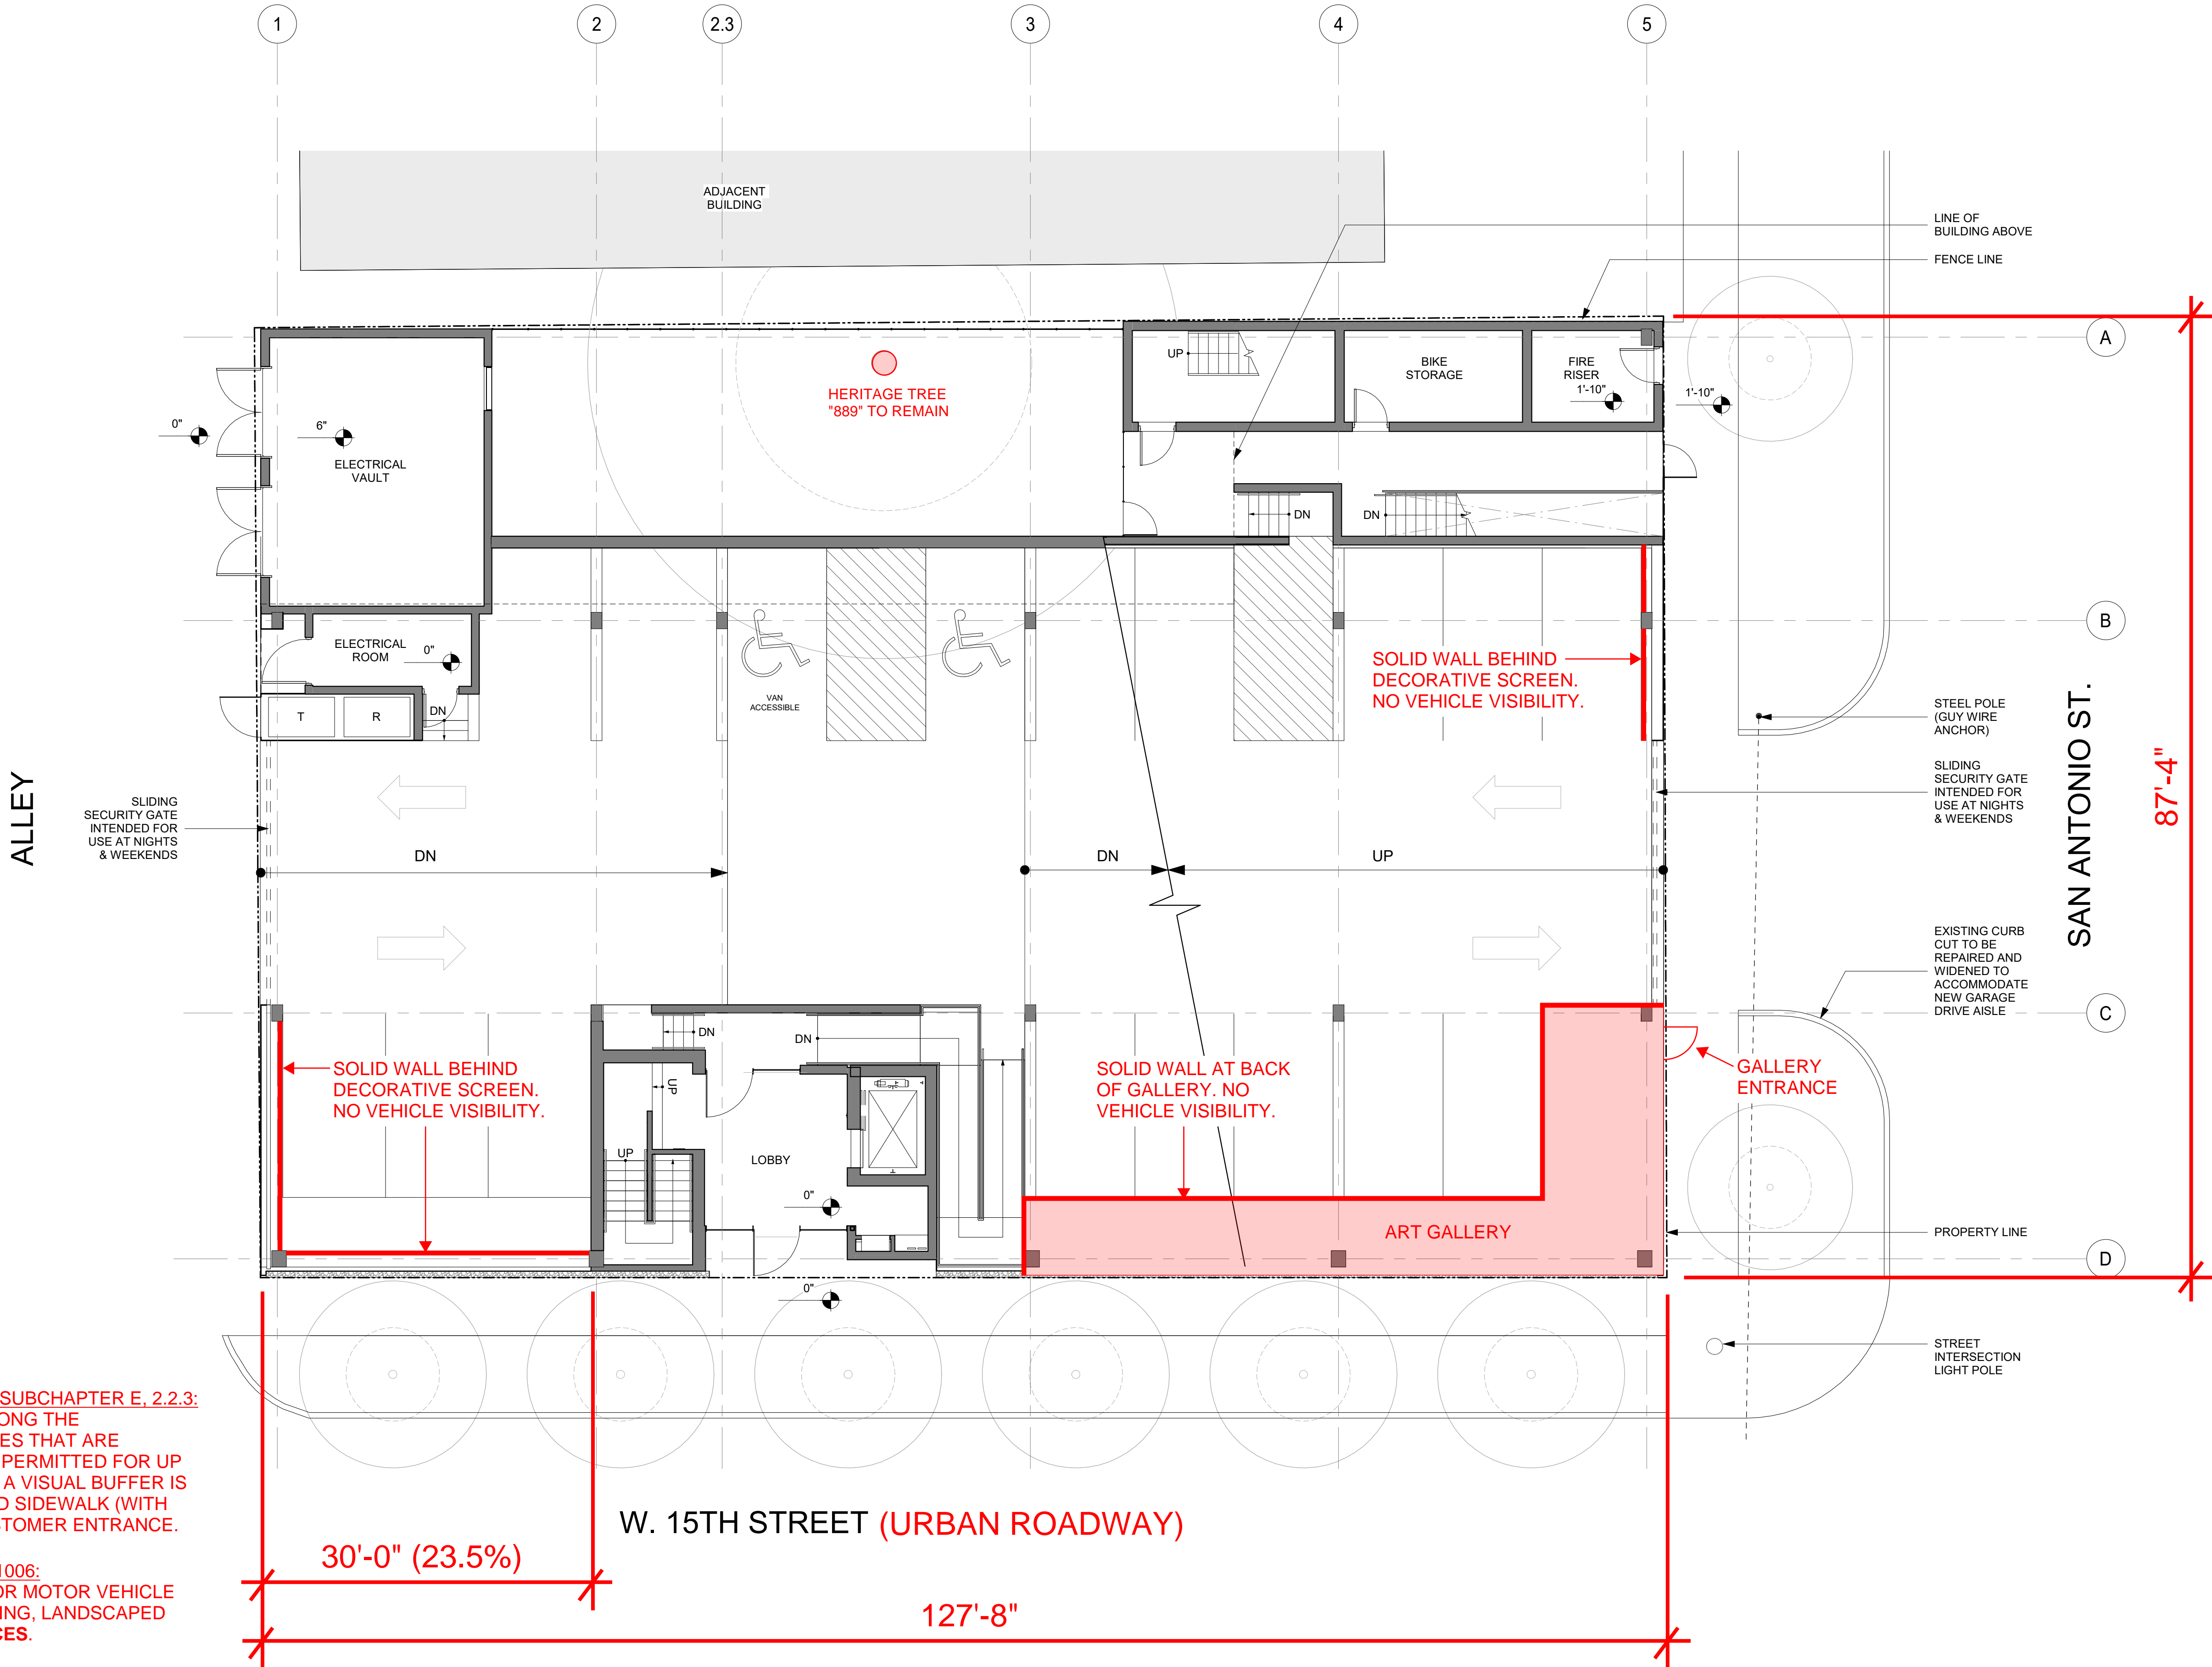 1
2
2.3
3
4
5
ADJACENT
BUILDING
LINE OF
BUILDING ABOVE
FENCE LINE
A
UP
BIKE
STORAGE
FIRE
RISER
1'-10"
1'-10"
HERITAGE TREE
"889" TO REMAIN
0"
6"
ELECTRICAL
VAULT
DN
DN
B
ELECTRICAL
ROOM
0"
VAN
ACCESSIBLE
SOLID WALL BEHIND
DECORATIVE SCREEN.
NO VEHICLE VISIBILITY.
T
R
DN
STEEL POLE
(GUY WIRE
ANCHOR)
SLIDING
SECURITY GATE
INTENDED FOR
USE AT NIGHTS
& WEEKENDS
SAN ANTONIO ST.
87'-4"
ALLEY
SLIDING
SECURITY GATE
INTENDED FOR
USE AT NIGHTS
& WEEKENDS
DN
DN
UP
EXISTING CURB
CUT TO BE
REPAIRED AND
WIDENED TO
ACCOMMODATE
NEW GARAGE
DRIVE AISLE
C
DN
DN
SOLID WALL BEHIND
DECORATIVE SCREEN.
NO VEHICLE VISIBILITY.
UP
UP
LOBBY
0"
SOLID WALL AT BACK
OF GALLERY. NO
VEHICLE VISIBILITY.
GALLERY
ENTRANCE
ART GALLERY
PROPERTY LINE
D
0"
STREET
INTERSECTION
LIGHT POLE
SUBCHAPTER E, 2.2.3:
ONG THE
ES THAT ARE
PERMITTED FOR UP
A VISUAL BUFFER IS
D SIDEWALK (WITH
STOMER ENTRANCE.
1006:
OR MOTOR VEHICLE
ING, LANDSCAPED
CES.
W. 15TH STREET (URBAN ROADWAY)
30'-0" (23.5%)
127'-8"